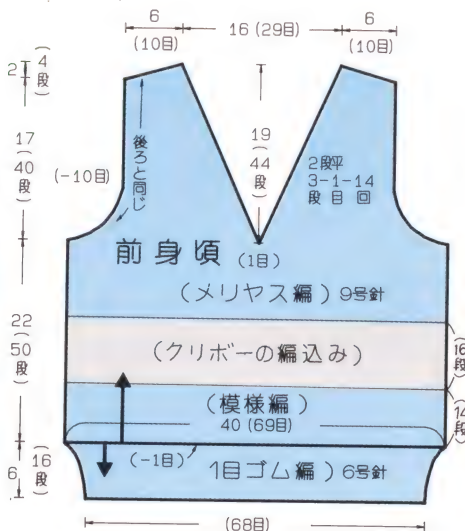 6
16 (29目)
6
(10目)
(10目)
2
(4段)
17
(40段)
(-10目)
後ろと同じ
19
(44段)
2段平
3-1-14
段 目 回
前身頃 (1目)
(メリヤス編) 9号針
22
(50段)
(クリボーの編込み)
(16段)
(模様編)
(14段)
40 (69目)
6
(16段)
(-1目)
1目ゴム編) 6号針
(68目)